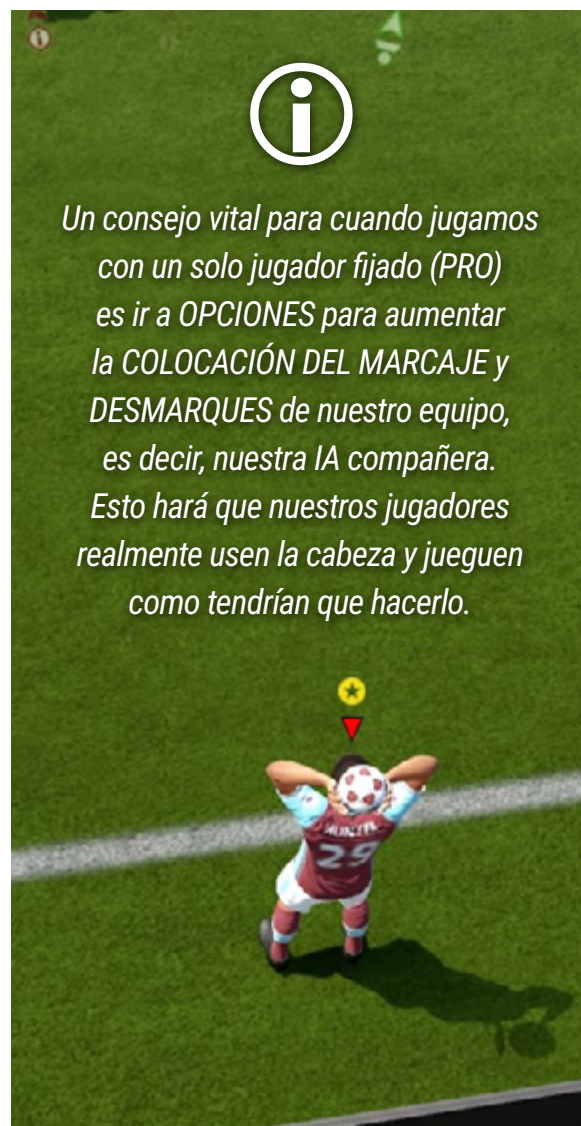 Un consejo vital para cuando jugamos
con un solo jugador fijado (PRO)
es ir a OPCIONES para aumentar
la COLOCACIÓN DEL MARCAJE y
DESMARQUES de nuestro equipo,
es decir, nuestra IA compañera.
Esto hará que nuestros jugadores
realmente usen la cabeza y jueguen
como tendrían que hacerlo.
HUNTER
29